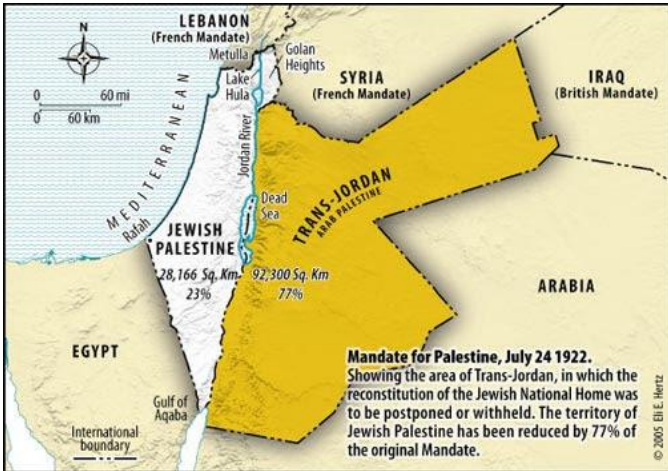 LEBANON
(French Mandate)
Metulla
Golan
Heights
N
Lake
Hula
SYRIA
(French Mandate)
IRAQ
(British Mandate)
0 60 mi
0 60 km
MEDITERRANEAN
Jordan River
Rafah
Dead
Sea
TRANS-JORDAN
ARAB PALESTINE
JEWISH
PALESTINE
28,166 Sq. Km
23%
92,300 Sq. Km
77%
ARABIA
EGYPT
Gulf of
Aqaba
International
boundary
Mandate for Palestine, July 24 1922.
Showing the area of Trans-Jordan, in which the
reconstitution of the Jewish National Home was
to be postponed or withheld. The territory of
Jewish Palestine has been reduced by 77% of
the original Mandate.
© 2005 Eli E. Hertz